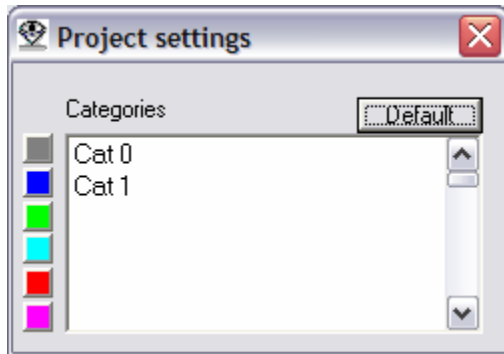 Project settings
Categories
Default
Cat 0
Cat 1